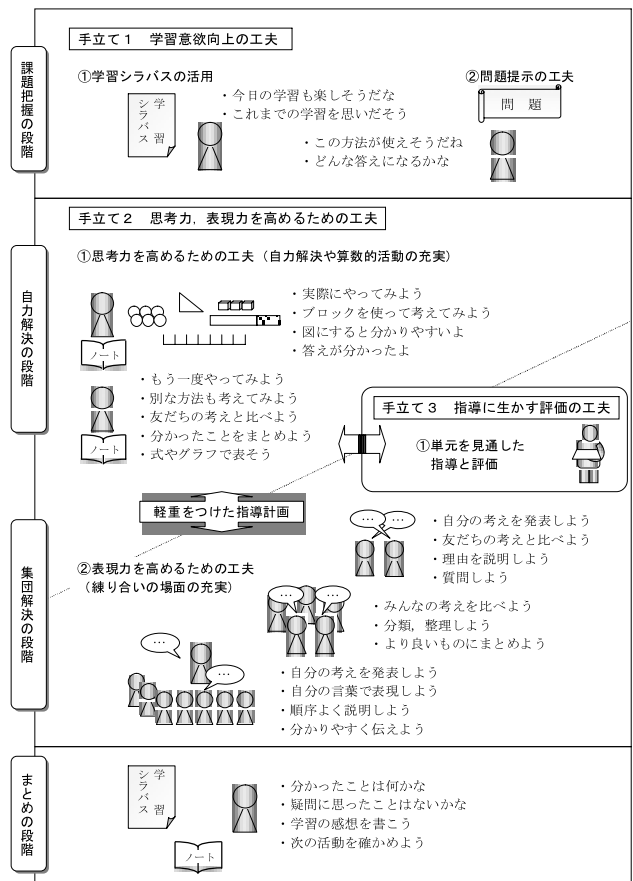 手立て１　学習意欲向上の工夫
課題把握の段階
①学習シラバスの活用
・今日の学習も楽しそうだな
・これまでの学習を思いだそう
学習
シラバス
②問題提示の工夫
問　題
・この方法が使えそうだね
・どんな答えになるかな
手立て２　思考力，表現力を高めるための工夫
自力解決の段階
①思考力を高めるための工夫（自力解決や算数的活動の充実）
・実際にやってみよう
・ブロックを使って考えてみよう
・図にすると分かりやすいよ
・答えが分かったよ
ノート
・もう一度やってみよう
・別な方法も考えてみよう
・友だちの考えと比べよう
・分かったことをまとめよう
・式やグラフで表そう
ノート
手立て３　指導に生かす評価の工夫
①単元を見通した
指導と評価
軽重をつけた指導計画
集団解決の段階
②表現力を高めるための工夫
（練り合いの場面の充実）
…
…
・自分の考えを発表しよう
・友だちの考えと比べよう
・理由を説明しよう
・質問しよう
…
…
・みんなの考えを比べよう
・分類，整理しよう
・より良いものにまとめよう
…
…
・自分の考えを発表しよう
・自分の言葉で表現しよう
・順序よく説明しよう
・分かりやすく伝えよう
まとめの段階
学習
シラバス
ノート
・分かったことは何かな
・疑問に思ったことはないかな
・学習の感想を書こう
・次の活動を確かめよう